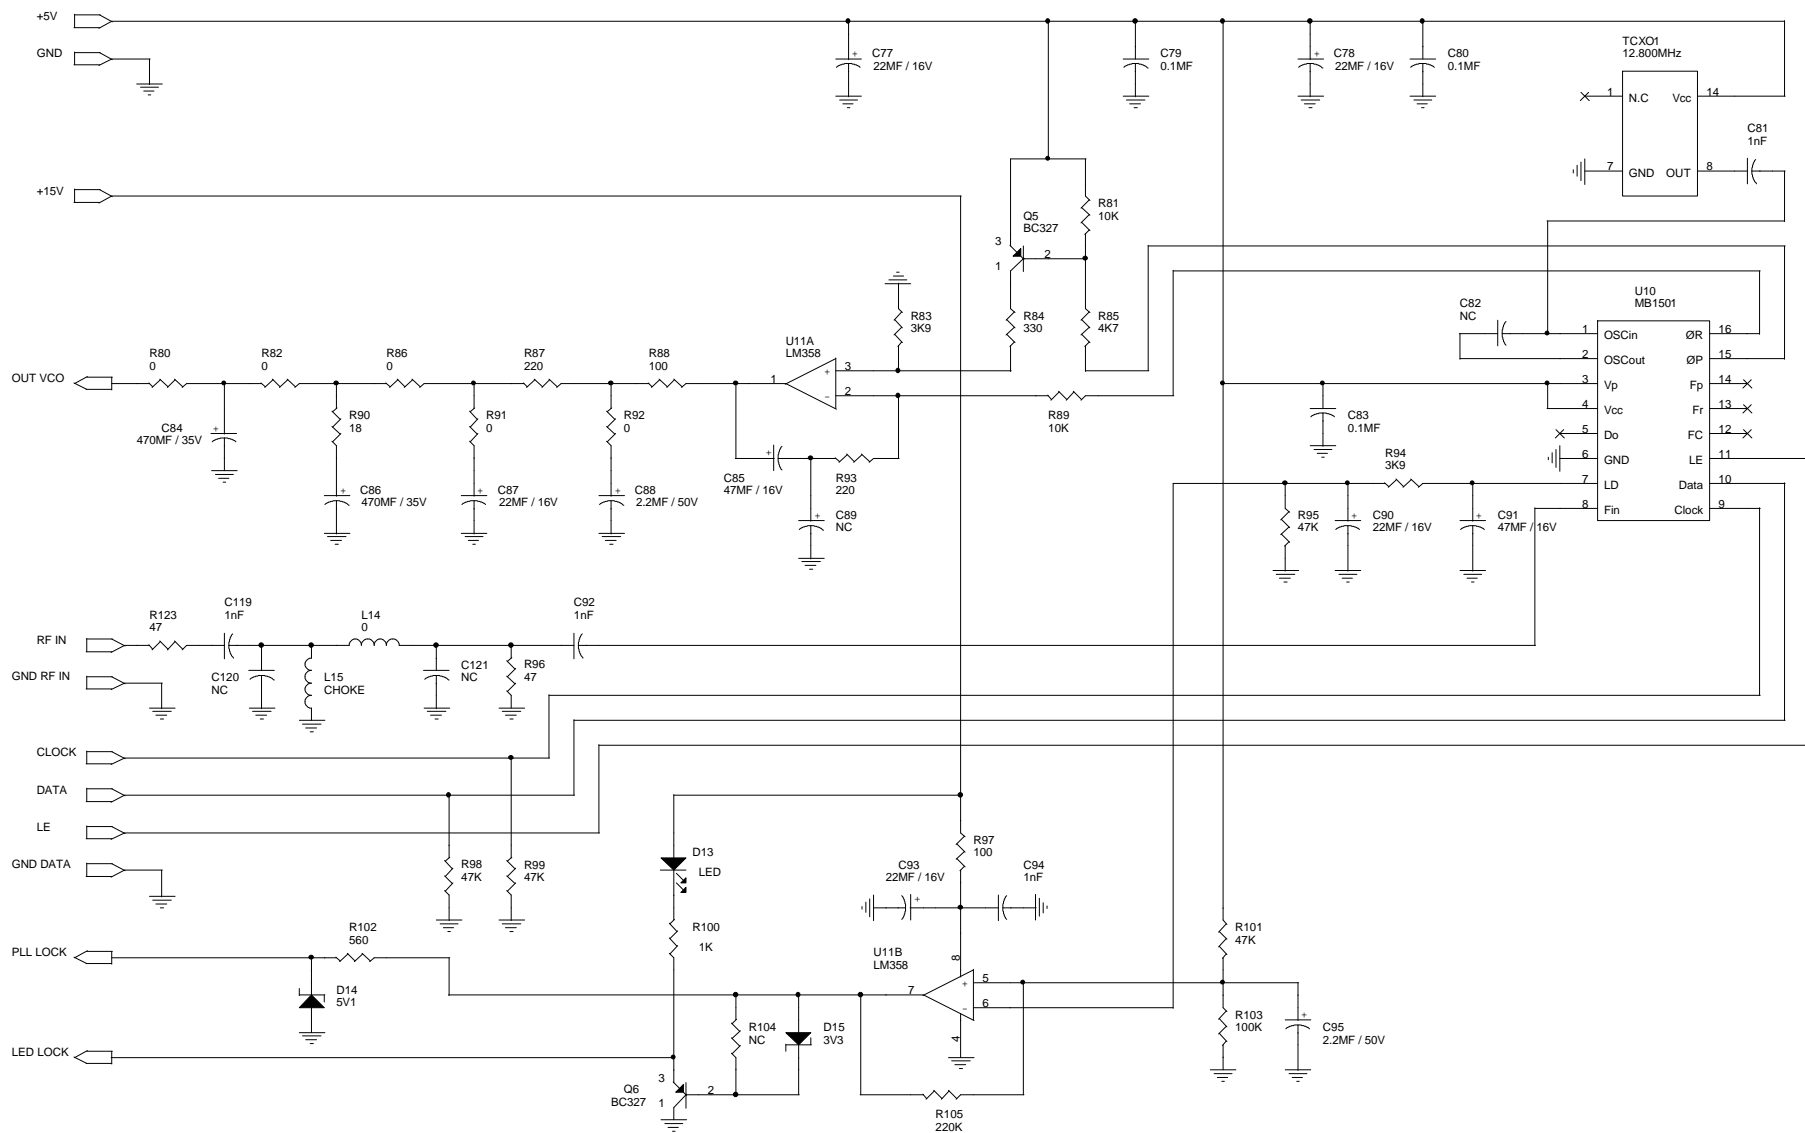 +5V
GND
C77
22MF / 16V
C79
0.1MF
C78
22MF / 16V
C80
0.1MF
TCXO1
12.800MHz
1
N.C
Vcc
14
7
GND
OUT
8
C81
1nF
+15V
Q5
BC327
3
1
2
R81
10K
R83
3K9
R84
330
R85
4K7
U10
MB1501
C82
NC
1
OSCin
ØR
16
2
OSCout
ØP
15
3
Vp
Fp
14
4
Vcc
Fr
13
5
Do
FC
12
6
GND
LE
11
7
LD
Data
10
8
Fin
Clock
9
OUT VCO
R80
0
R82
0
R86
0
R87
220
R88
100
U11A
LM358
1
3
+
2
-
R89
10K
C84
470MF / 35V
+
R90
18
R91
0
R92
0
C86
470MF / 35V
+
C87
22MF / 16V
+
C88
2.2MF / 50V
+
C85
47MF / 16V
+
R93
220
C89
NC
+
C83
0.1MF
R94
3K9
R95
47K
C90
22MF / 16V
+
C91
47MF / 16V
+
RF IN
GND RF IN
R123
47
C119
1nF
L14
0
C120
NC
L15
CHOKE
C121
NC
R96
47
C92
1nF
CLOCK
DATA
LE
GND DATA
R98
47K
R99
47K
D13
LED
R97
100
C93
22MF / 16V
+
C94
1nF
R100
1K
R101
47K
PLL LOCK
R102
560
D14
5V1
U11B
LM358
8
5
+
7
6
-
4
R104
NC
D15
3V3
R103
100K
C95
2.2MF / 50V
+
LED LOCK
Q6
BC327
3
1
2
R105
220K